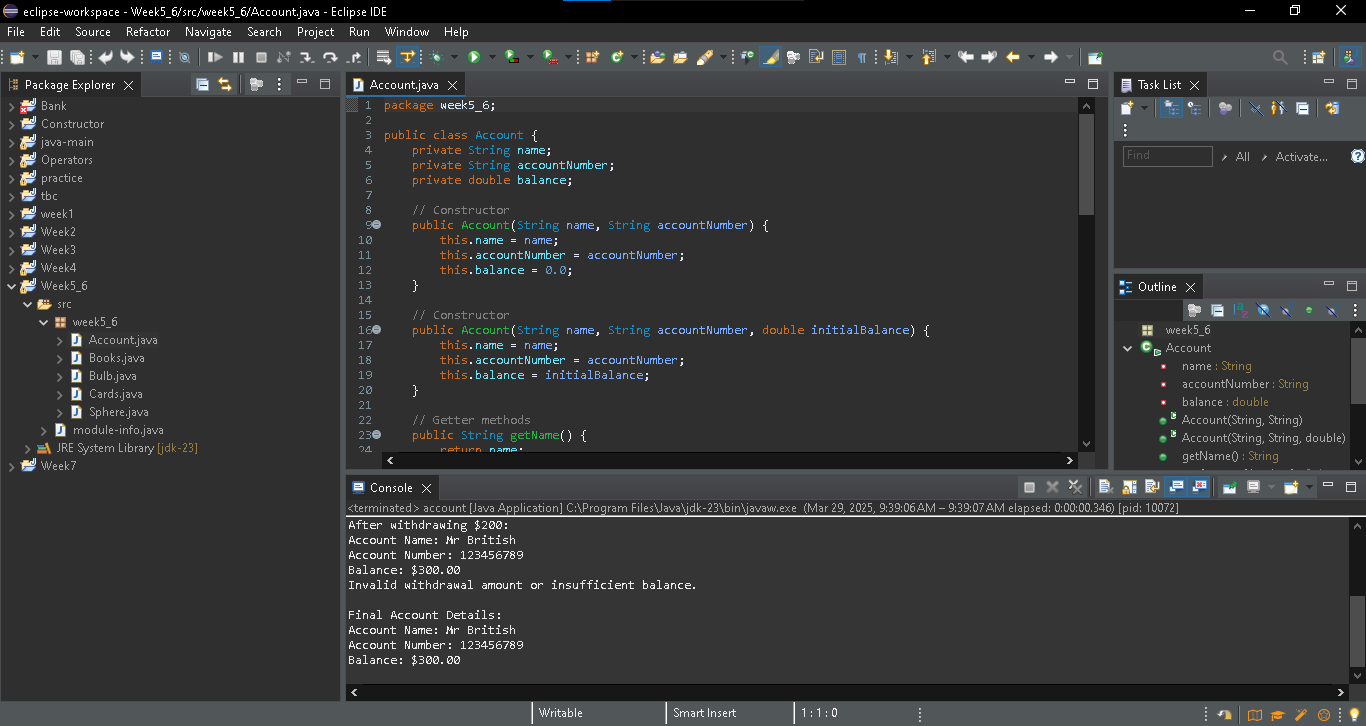 eclipse-workspace - Week5_6/src/week5_6/Account.java - Eclipse IDE
File Edit Source Refactor Navigate Search Project Run Window Help
Package Explorer
Bank
Constructor
java-main
Operators
practice
tbc
week1
Week2
Week3
Week4
Week5_6
src
week5_6
Account.java
Books.java
Bulb.java
Cards.java
Sphere.java
module-info.java
JRE System Library [jdk-23]
Week7
Account.java
1 package week5_6;
2
3 public class Account {
4 private String name;
5 private String accountNumber;
6 private double balance;
7
8 // Constructor
9 public Account(String name, String accountNumber) {
10 this.name = name;
11 this.accountNumber = accountNumber;
12 this.balance = 0.0;
13 }
14
15 // Constructor
16 public Account(String name, String accountNumber, double initialBalance) {
17 this.name = name;
18 this.accountNumber = accountNumber;
19 this.balance = initialBalance;
20 }
21
22 // Getter methods
23 public String getName() {
24 return name;
Task List
Find All Activate...
Outline
week5_6
Account
name : String
accountNumber : String
balance : double
Account(String, String)
Account(String, String, double)
getName() : String
Console
<terminated> account [Java Application] C:\Program Files\Java\jdk-23\bin\javaw.exe (Mar 29, 2025, 9:39:06 AM – 9:39:07 AM elapsed: 0:00:00.346) [pid: 10072]
After withdrawing $200:
Account Name: Mr British
Account Number: 123456789
Balance: $300.00
Invalid withdrawal amount or insufficient balance.
Final Account Details:
Account Name: Mr British
Account Number: 123456789
Balance: $300.00
Writable Smart Insert 1 : 1 : 0